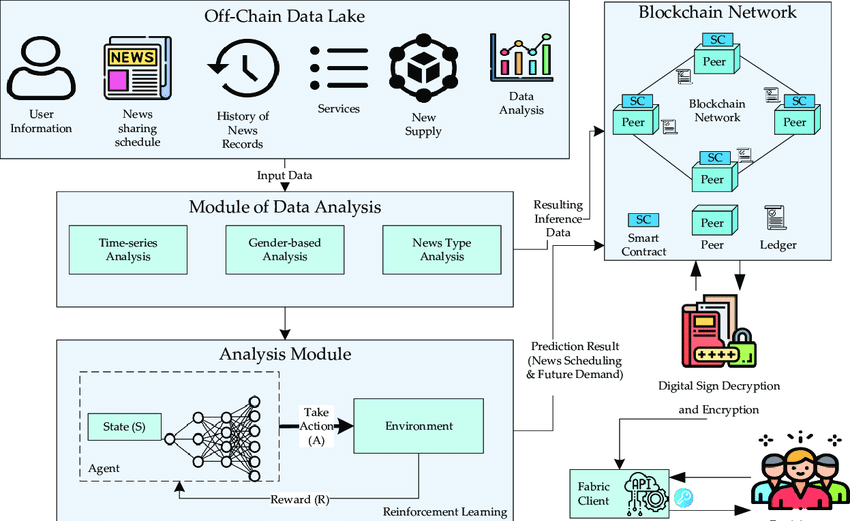 Off-Chain Data Lake
NEWS
User
Information
News
sharing
schedule
History of
News
Records
Services
New
Supply
Data
Analysis
Input Data
Module of Data Analysis
Time-series
Analysis
Gender-based
Analysis
News Type
Analysis
Resulting
Inference
Data
Analysis Module
State (S)
Agent
Take
Action
(A)
Environment
Reward (R)
Reinforcement Learning
Prediction Result
(News Scheduling
& Future Demand)
Blockchain Network
SC
Peer
SC
Peer
Blockchain
Network
SC
Peer
SC
Peer
SC
Smart
Contract
Peer
Peer
Ledger
Digital Sign Decryption
and Encryption
Fabric
Client
API